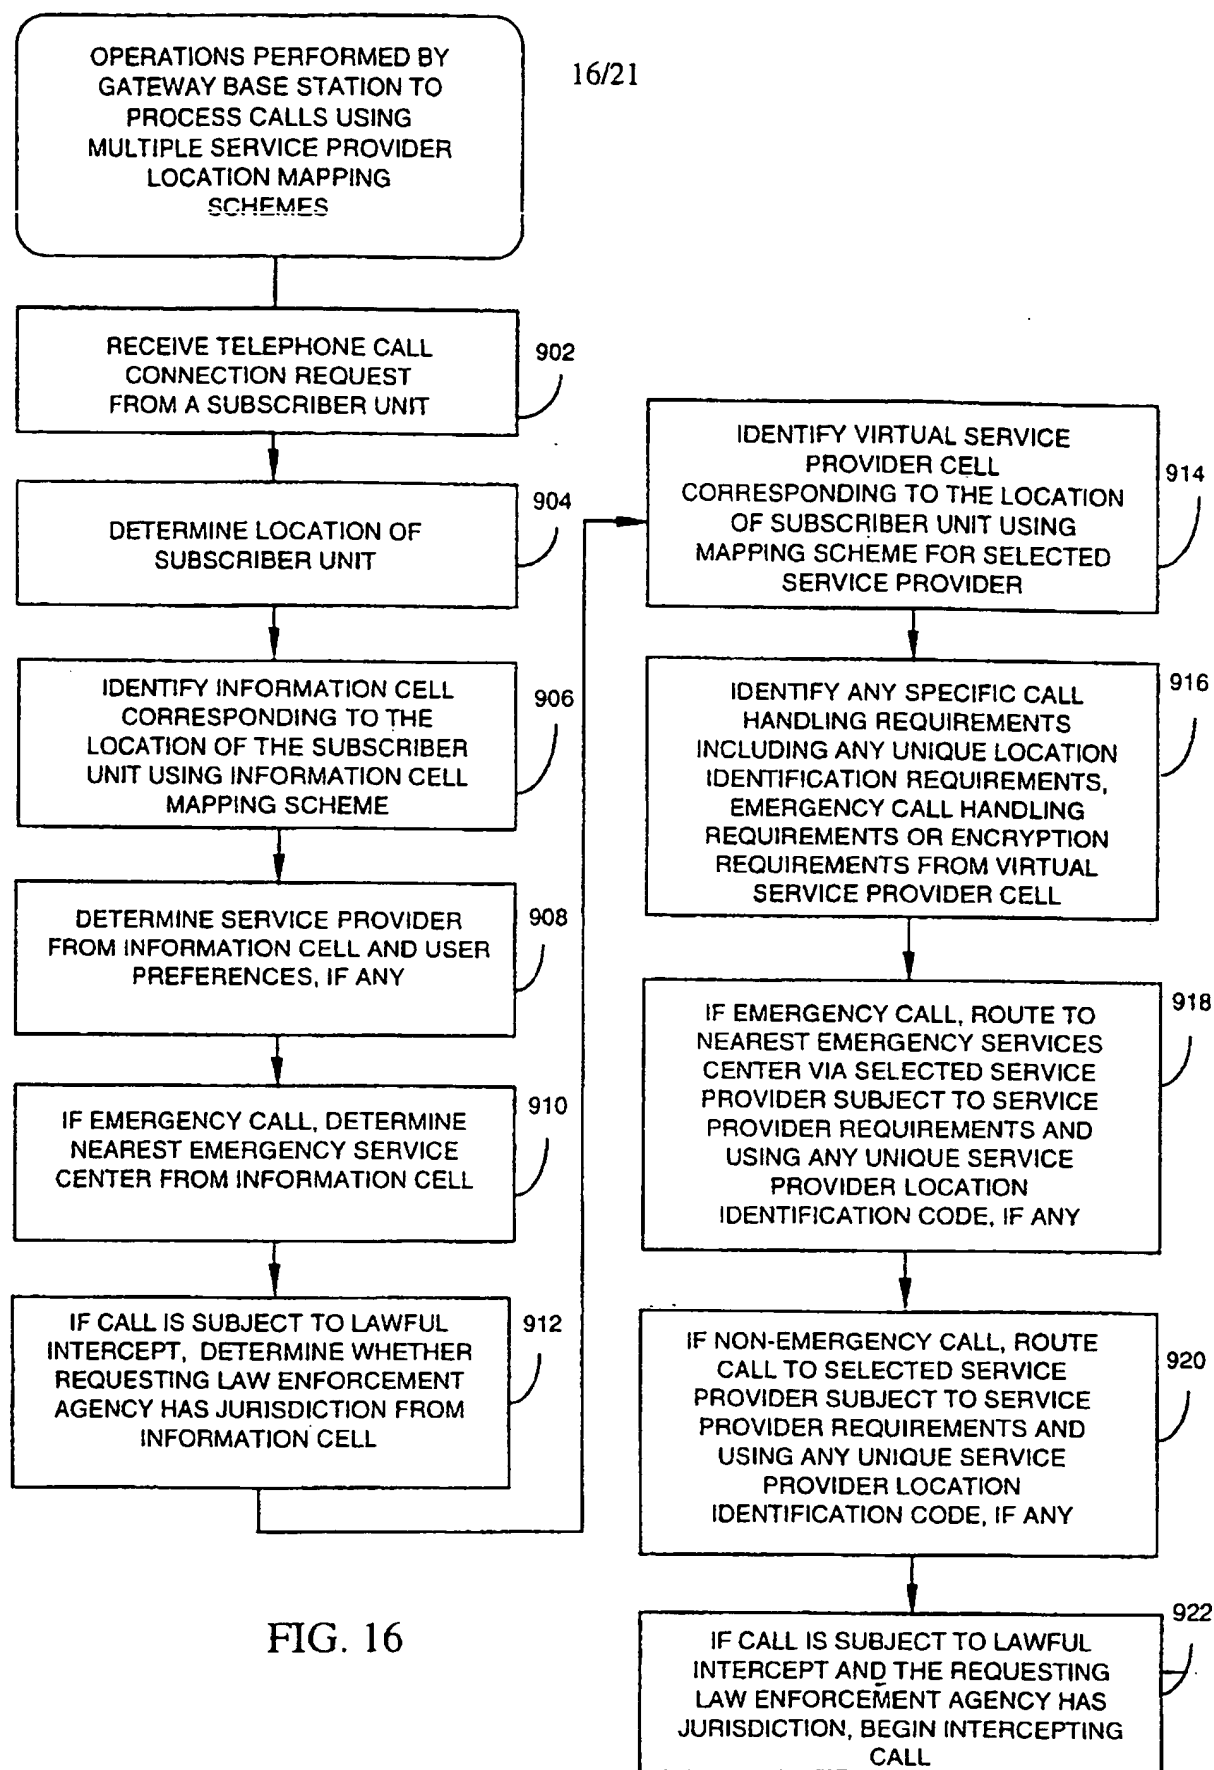 OPERATIONS PERFORMED BY
GATEWAY BASE STATION TO
PROCESS CALLS USING
MULTIPLE SERVICE PROVIDER
LOCATION MAPPING
SCHEMES
16/21
RECEIVE TELEPHONE CALL
CONNECTION REQUEST
FROM A SUBSCRIBER UNIT
902
DETERMINE LOCATION OF
SUBSCRIBER UNIT
904
IDENTIFY INFORMATION CELL
CORRESPONDING TO THE
LOCATION OF THE SUBSCRIBER
UNIT USING INFORMATION CELL
MAPPING SCHEME
906
DETERMINE SERVICE PROVIDER
FROM INFORMATION CELL AND USER
PREFERENCES, IF ANY
908
IF EMERGENCY CALL, DETERMINE
NEAREST EMERGENCY SERVICE
CENTER FROM INFORMATION CELL
910
IF CALL IS SUBJECT TO LAWFUL
INTERCEPT, DETERMINE WHETHER
REQUESTING LAW ENFORCEMENT
AGENCY HAS JURISDICTION FROM
INFORMATION CELL
912
IDENTIFY VIRTUAL SERVICE
PROVIDER CELL
CORRESPONDING TO THE LOCATION
OF SUBSCRIBER UNIT USING
MAPPING SCHEME FOR SELECTED
SERVICE PROVIDER
914
IDENTIFY ANY SPECIFIC CALL
HANDLING REQUIREMENTS
INCLUDING ANY UNIQUE LOCATION
IDENTIFICATION REQUIREMENTS,
EMERGENCY CALL HANDLING
REQUIREMENTS OR ENCRYPTION
REQUIREMENTS FROM VIRTUAL
SERVICE PROVIDER CELL
916
IF EMERGENCY CALL, ROUTE TO
NEAREST EMERGENCY SERVICES
CENTER VIA SELECTED SERVICE
PROVIDER SUBJECT TO SERVICE
PROVIDER REQUIREMENTS AND
USING ANY UNIQUE SERVICE
PROVIDER LOCATION
IDENTIFICATION CODE, IF ANY
918
IF NON-EMERGENCY CALL, ROUTE
CALL TO SELECTED SERVICE
PROVIDER SUBJECT TO SERVICE
PROVIDER REQUIREMENTS AND
USING ANY UNIQUE SERVICE
PROVIDER LOCATION
IDENTIFICATION CODE, IF ANY
920
IF CALL IS SUBJECT TO LAWFUL
INTERCEPT AND THE REQUESTING
LAW ENFORCEMENT AGENCY HAS
JURISDICTION, BEGIN INTERCEPTING
CALL
922
FIG. 16